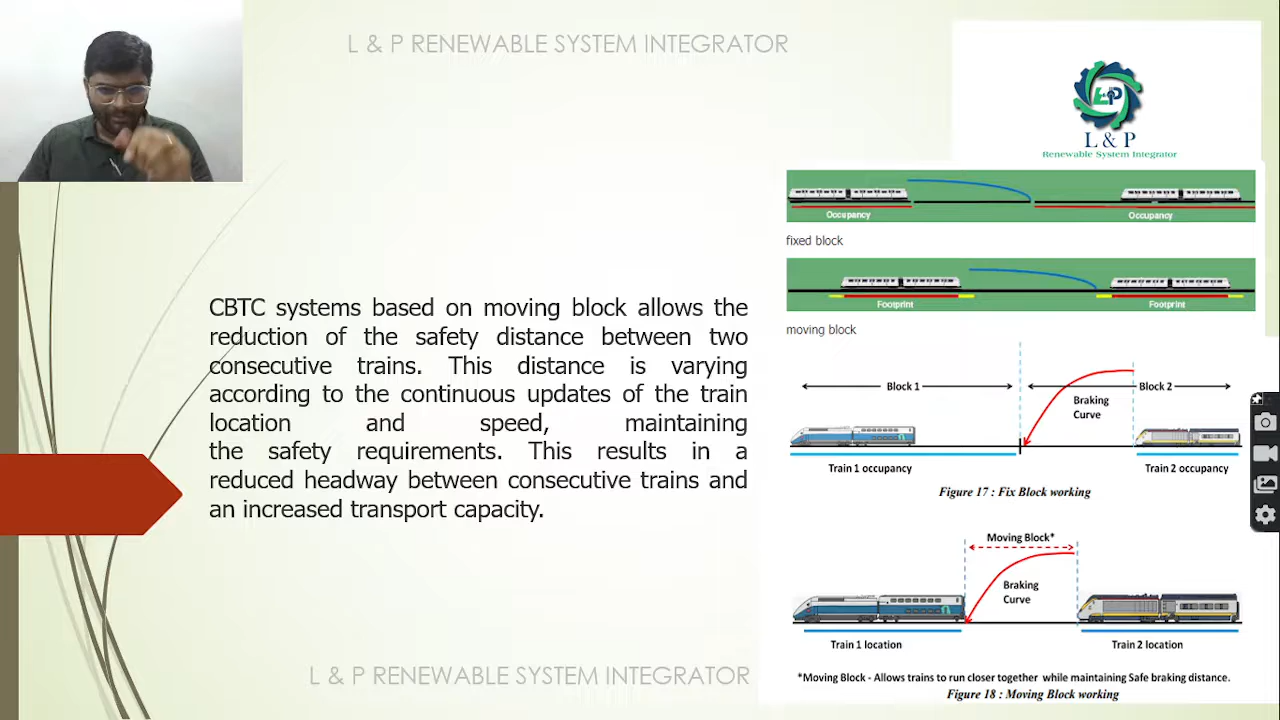 L & P RENEWABLE SYSTEM INTEGRATOR
L & P
Renewable System Integrator
Occupancy
Occupancy
fixed block
Footprint
Footprint
moving block
CBTC systems based on moving block allows the
reduction of the safety distance between two
consecutive trains. This distance is varying
according to the continuous updates of the train
location and speed, maintaining
the safety requirements. This results in a
reduced headway between consecutive trains and
an increased transport capacity.
Block 1
Block 2
Braking
Curve
Train 1 occupancy
Train 2 occupancy
Figure 17 : Fix Block working
Moving Block*
Braking
Curve
Train 1 location
Train 2 location
*Moving Block - Allows trains to run closer together while maintaining Safe braking distance.
Figure 18 : Moving Block working
L & P RENEWABLE SYSTEM INTEGRATOR